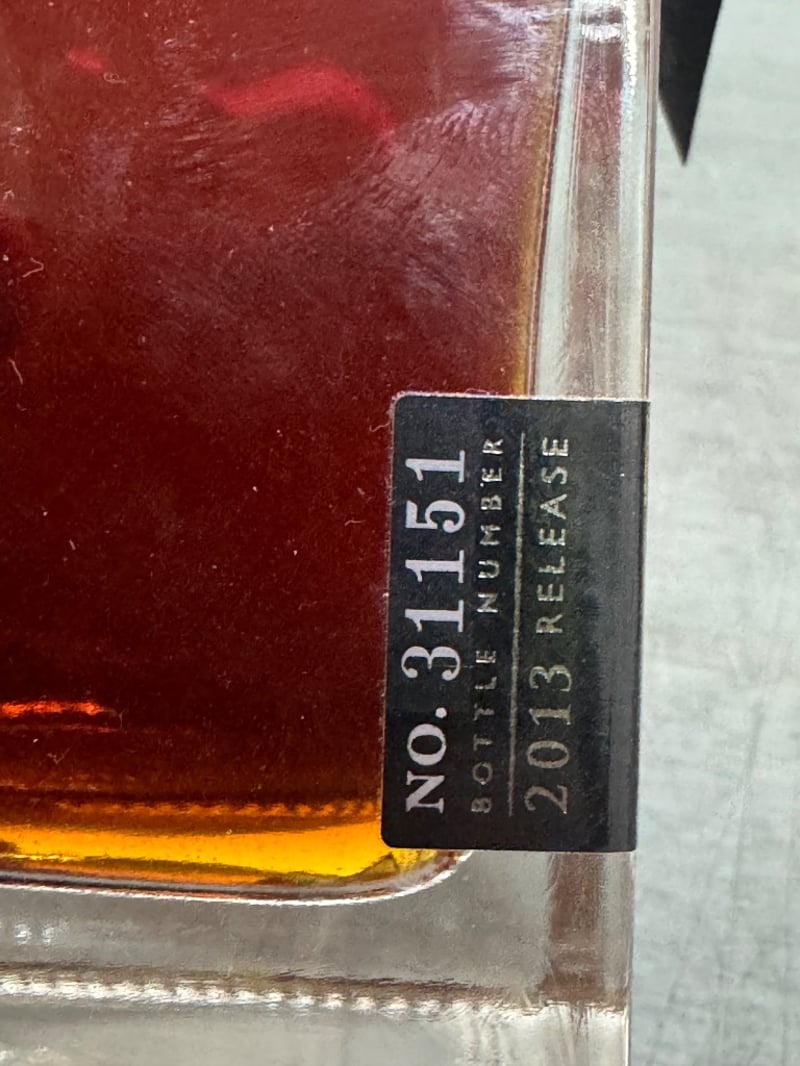 NO. 31151
BOTTLE NUMBER
2013 RELEASE